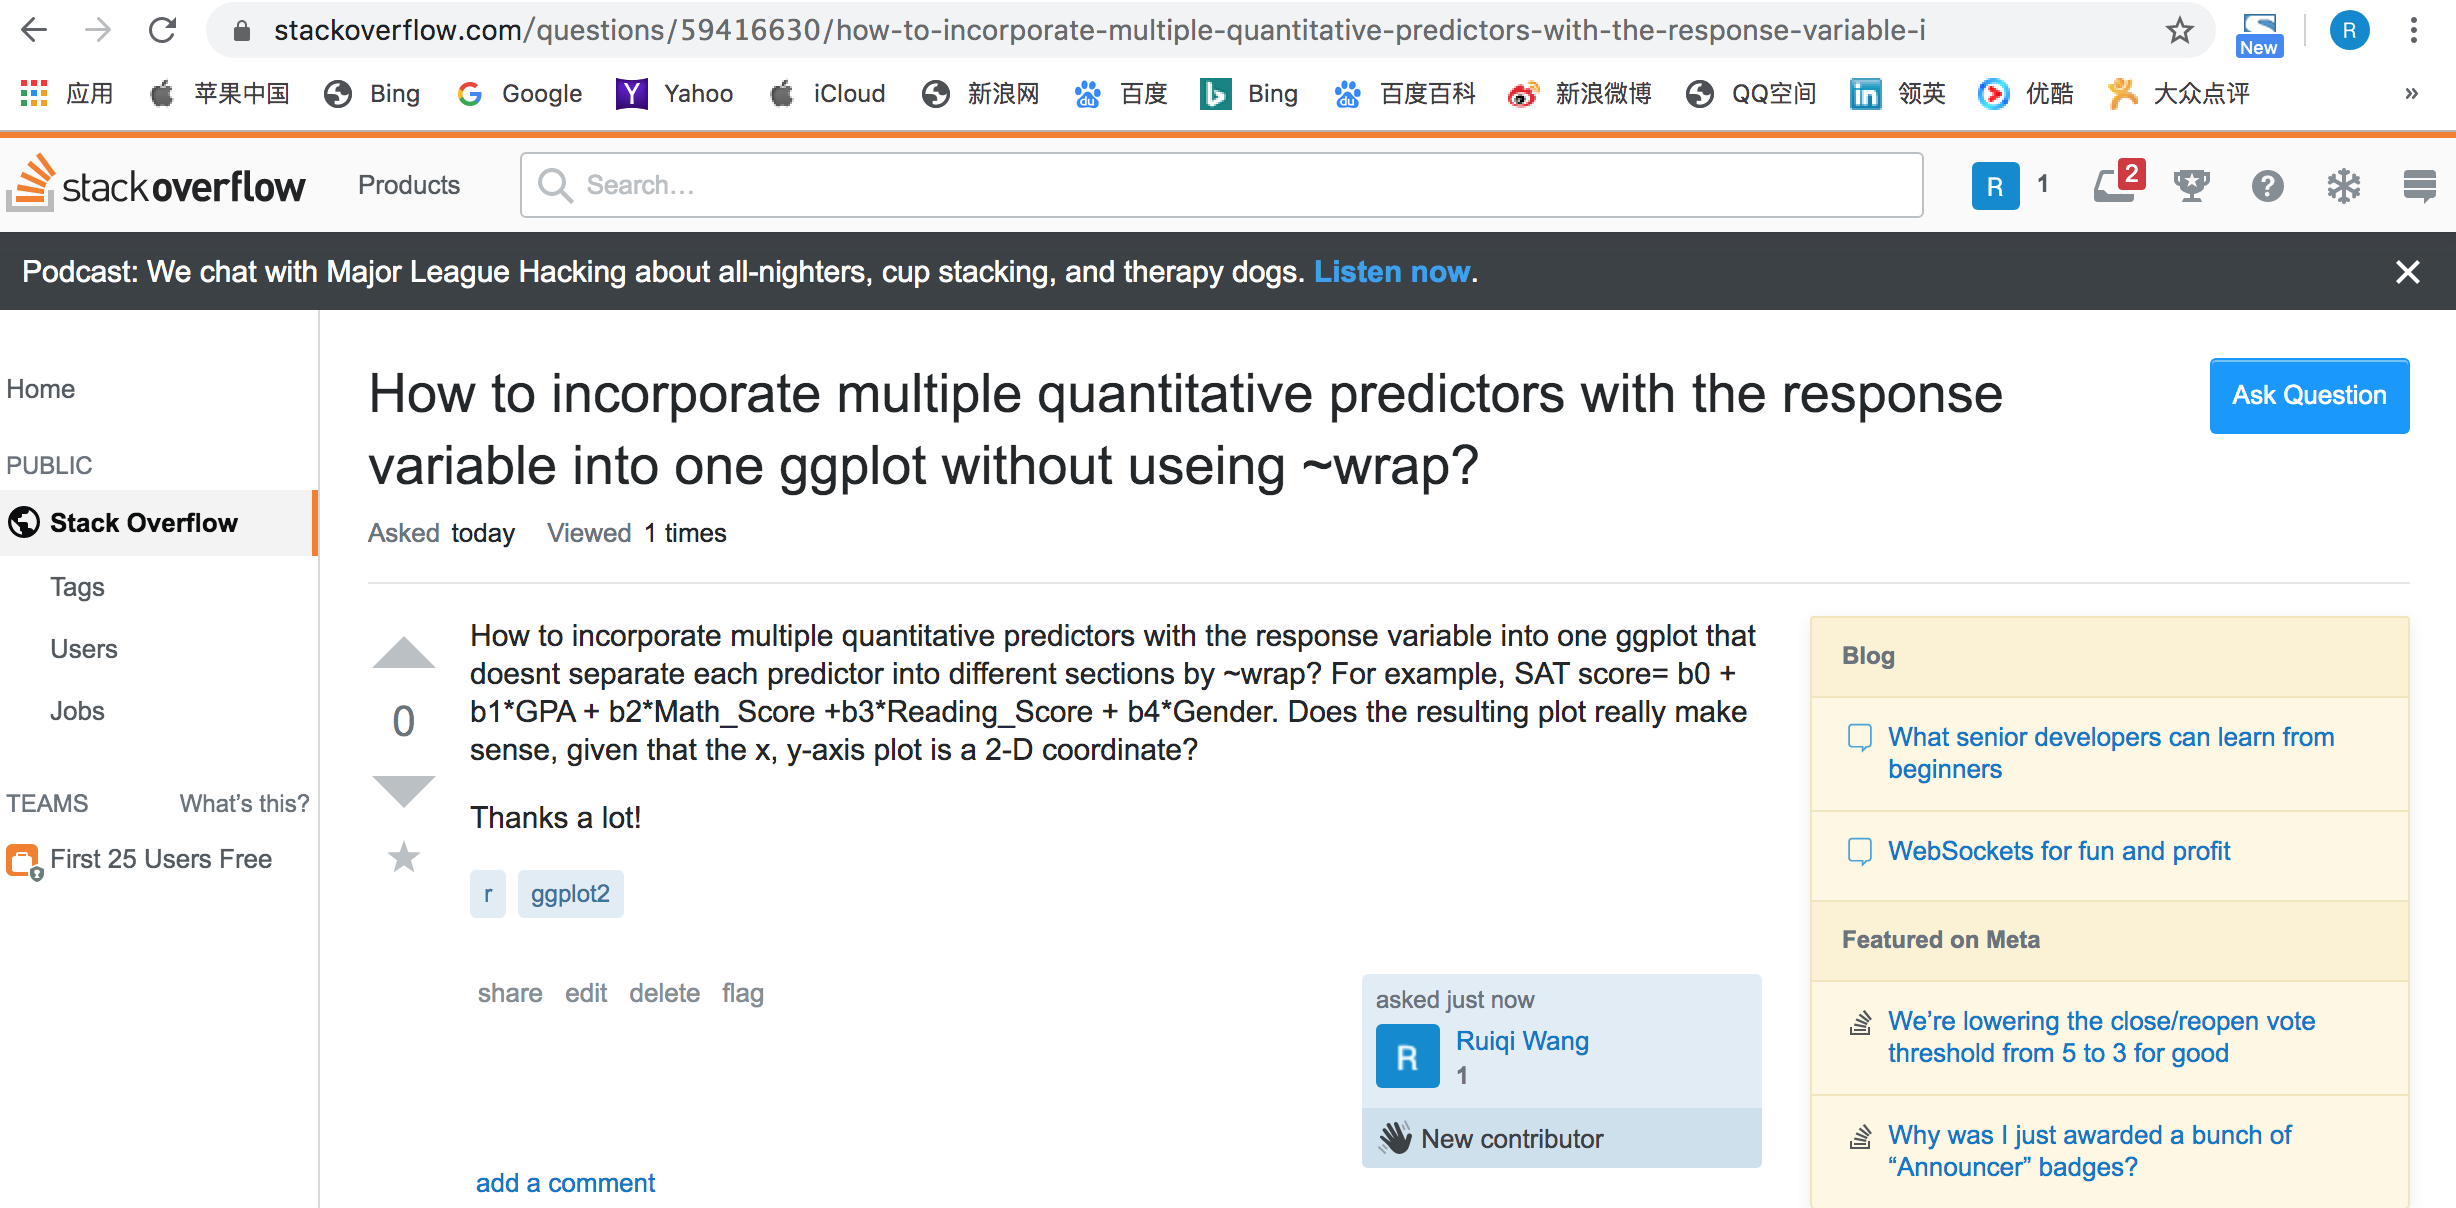 stackoverflow.com/questions/59416630/how-to-incorporate-multiple-quantitative-predictors-with-the-response-variable-i
New
R
应用 苹果中国 Bing Google Yahoo iCloud 新浪网 百度 Bing 百度百科 新浪微博 QQ空间 领英 优酷 大众点评 »
stackoverflow Products Search... R 1 2
Podcast: We chat with Major League Hacking about all-nighters, cup stacking, and therapy dogs. Listen now.
Home
PUBLIC
Stack Overflow
Tags
Users
Jobs
TEAMS What's this?
First 25 Users Free
How to incorporate multiple quantitative predictors with the response
variable into one ggplot without useing ~wrap?
Ask Question
Asked today Viewed 1 times
0
How to incorporate multiple quantitative predictors with the response variable into one ggplot that
doesnt separate each predictor into different sections by ~wrap? For example, SAT score= b0 +
b1*GPA + b2*Math_Score +b3*Reading_Score + b4*Gender. Does the resulting plot really make
sense, given that the x, y-axis plot is a 2-D coordinate?
Thanks a lot!
r ggplot2
share edit delete flag
asked just now
R
Ruiqi Wang
1
New contributor
add a comment
Blog
What senior developers can learn from
beginners
WebSockets for fun and profit
Featured on Meta
We’re lowering the close/reopen vote
threshold from 5 to 3 for good
Why was I just awarded a bunch of
“Announcer” badges?